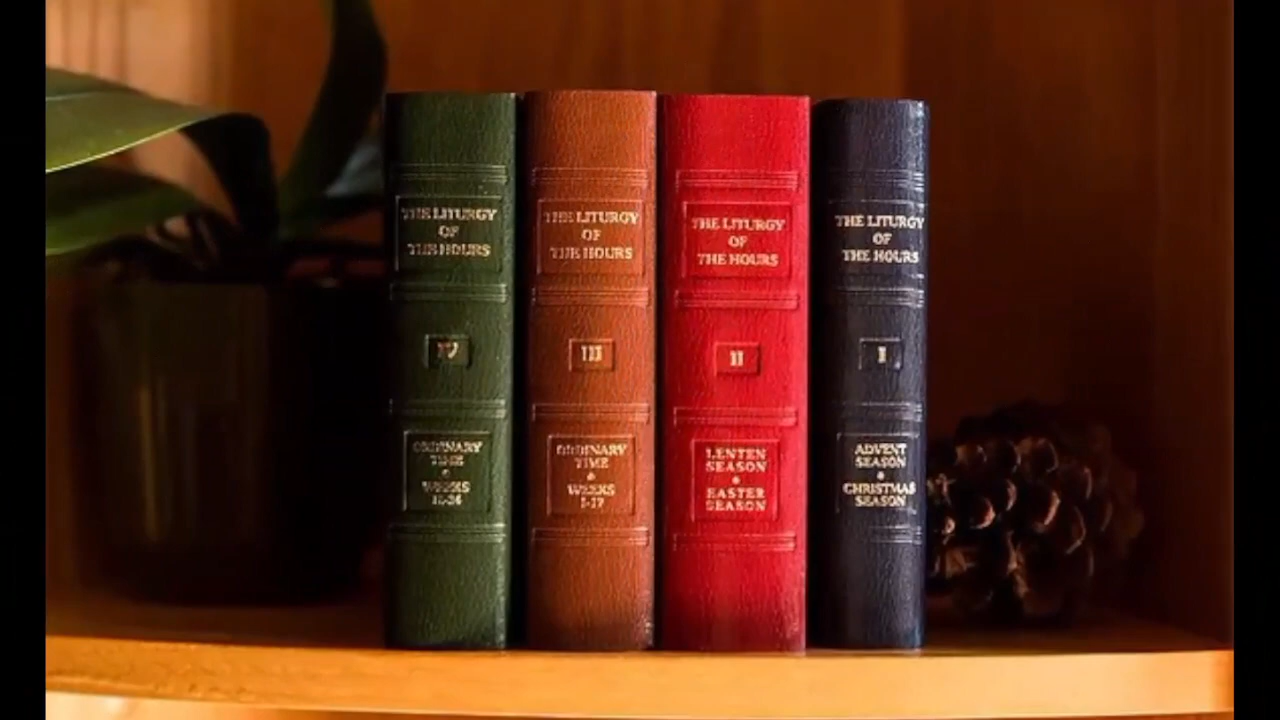 THE LITURGY
OF
THE HOURS
IV
ORDINARY
TIME
WEEKS
18-34
THE LITURGY
OF
THE HOURS
III
ORDINARY
TIME
WEEKS
1-17
THE LITURGY
OF
THE HOURS
II
LENTEN
SEASON
EASTER
SEASON
THE LITURGY
OF
THE HOURS
I
ADVENT
SEASON
CHRISTMAS
SEASON